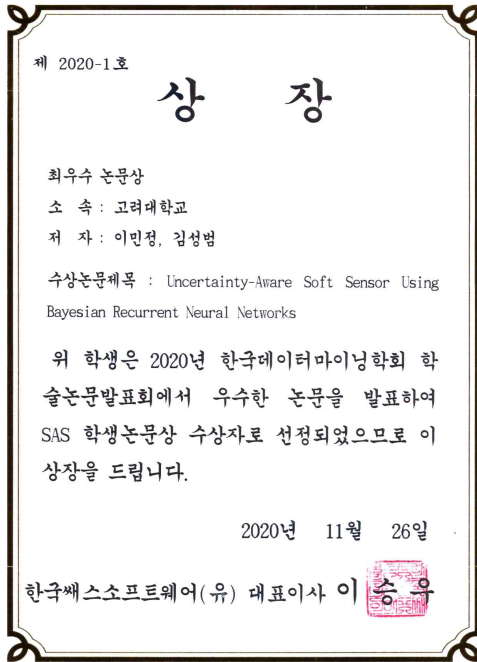 제 2020-1호
상 장
최우수 논문상
소 속 : 고려대학교
저 자 : 이민정, 김성범
수상논문제목 : Uncertainty-Aware Soft Sensor Using
Bayesian Recurrent Neural Networks
위 학생은 2020년 한국데이터마이닝학회 학
술논문발표회에서 우수한 논문을 발표하여
SAS 학생논문상 수상자로 선정되었으므로 이
상장을 드립니다.
2020년 11월 26일
한국쌔스소프트웨어(유) 대표이사 이 승 우